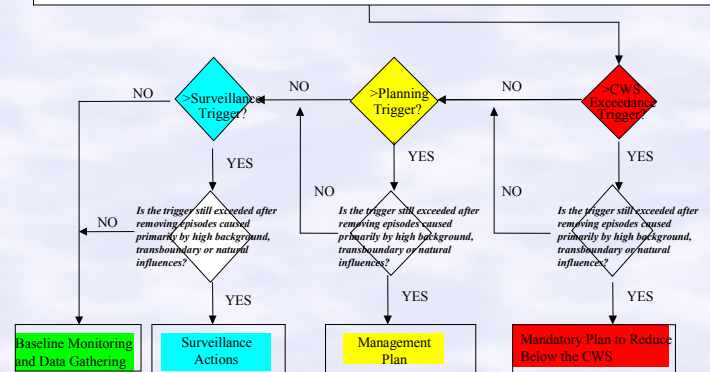 >Surveillance
Trigger?
NO
>Planning
Trigger?
NO
>CWS
Exceedance
Trigger?
NO
YES
YES
YES
Is the trigger still exceeded after
removing episodes caused
primarily by high background,
transboundary or natural
influences?
NO
Is the trigger still exceeded after
removing episodes caused
primarily by high background,
transboundary or natural
influences?
NO
Is the trigger still exceeded after
removing episodes caused
primarily by high background,
transboundary or natural
influences?
NO
YES
YES
YES
Baseline Monitoring
and Data Gathering
Surveillance
Actions
Management
Plan
Mandatory Plan to Reduce
Below the CWS